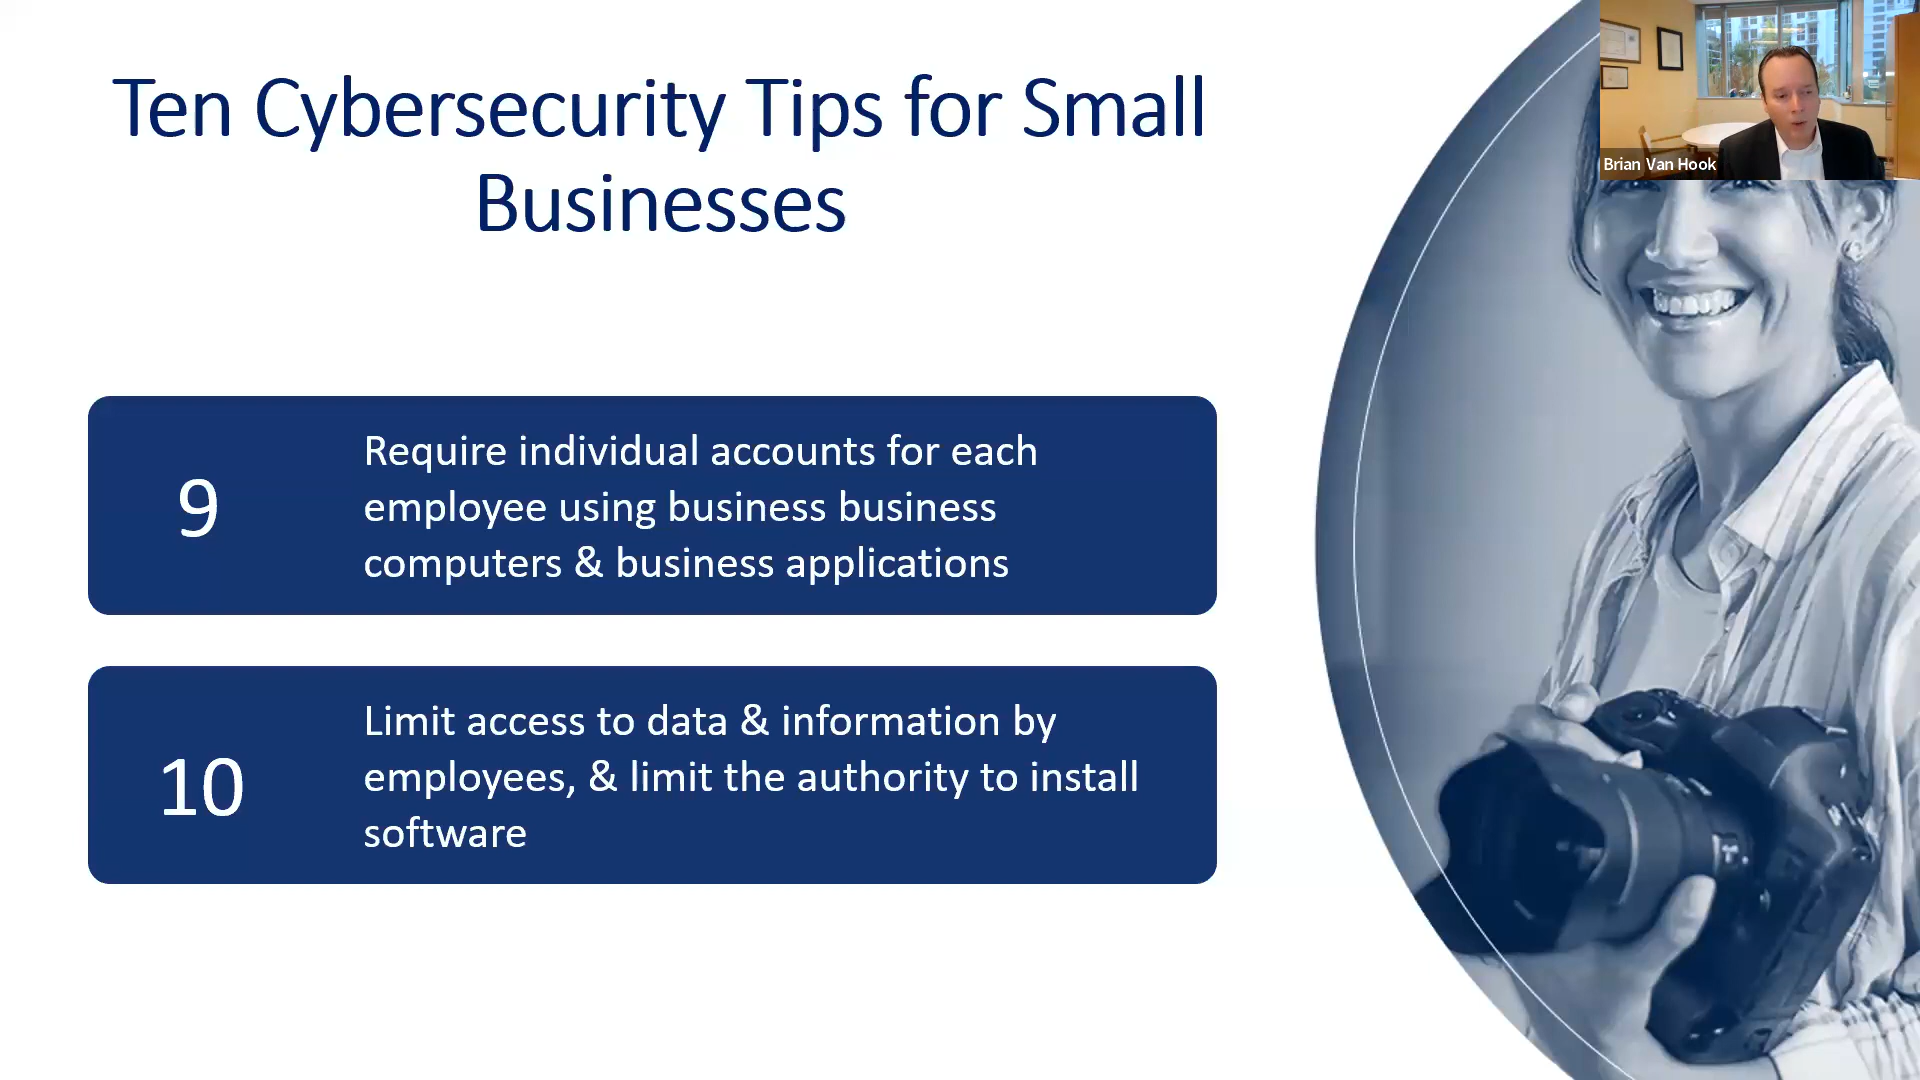 Ten Cybersecurity Tips for Small
Businesses
Brian Van Hook
9
Require individual accounts for each
employee using business business
computers & business applications
10
Limit access to data & information by
employees, & limit the authority to install
software